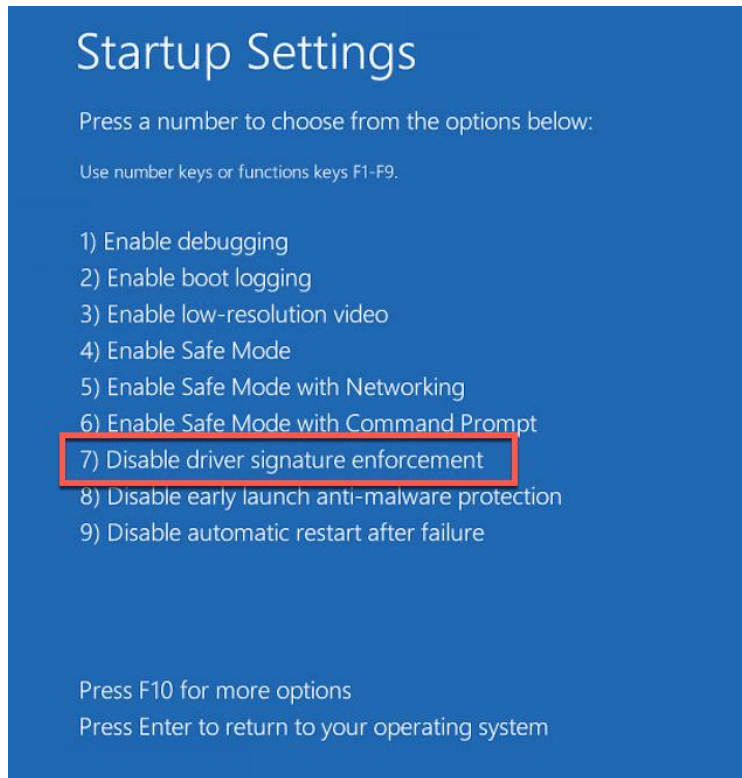 Startup Settings
Press a number to choose from the options below:
Use number keys or functions keys F1-F9.
1) Enable debugging
2) Enable boot logging
3) Enable low-resolution video
4) Enable Safe Mode
5) Enable Safe Mode with Networking
6) Enable Safe Mode with Command Prompt
7) Disable driver signature enforcement
8) Disable early launch anti-malware protection
9) Disable automatic restart after failure
Press F10 for more options
Press Enter to return to your operating system